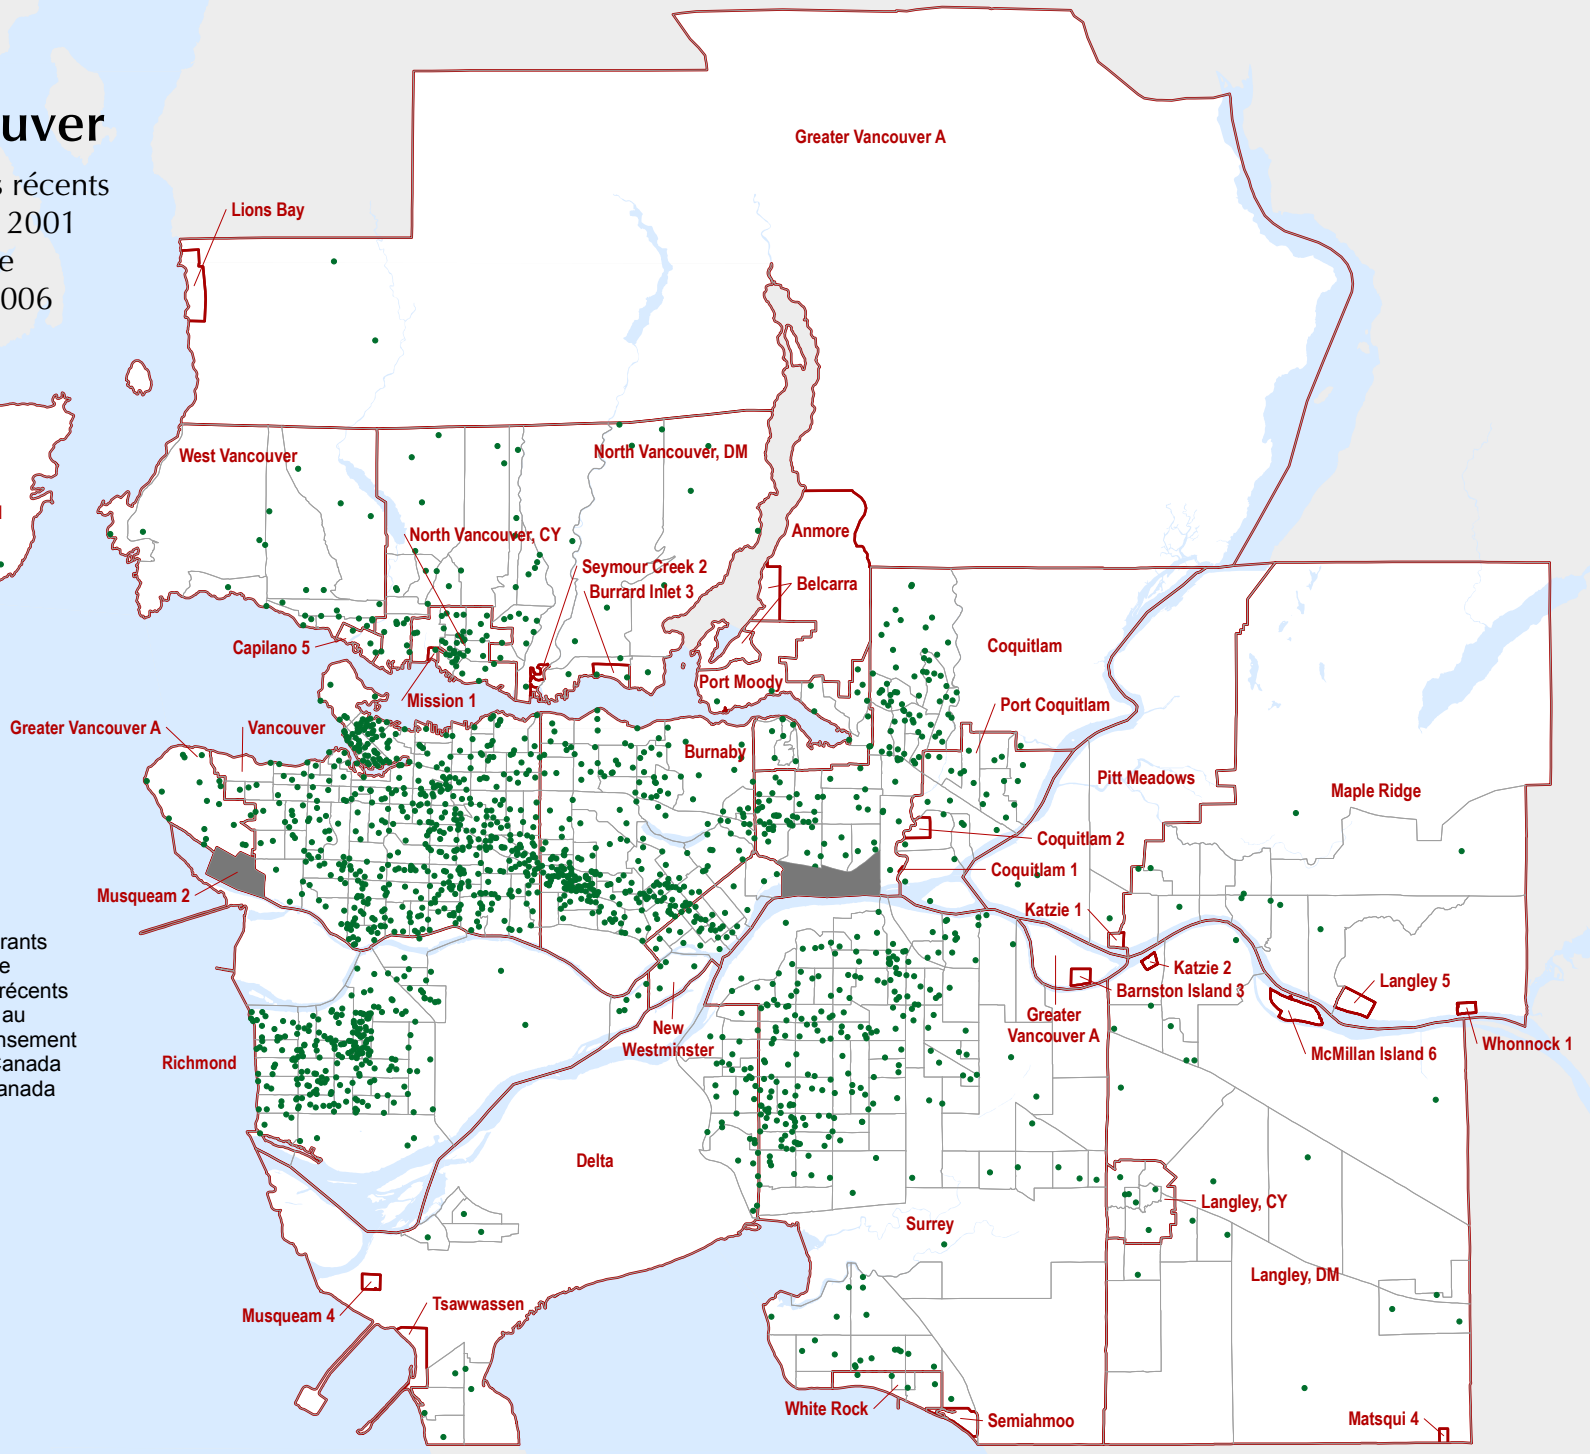 uver
s récents
2001
e
006
Greater Vancouver A
Lions Bay
West Vancouver
North Vancouver, DM
North Vancouver, CY
Anmore
Seymour Creek 2
Burrard Inlet 3
Belcarra
Capilano 5
Coquitlam
Port Moody
Mission 1
Port Coquitlam
Greater Vancouver A
Vancouver
Burnaby
Pitt Meadows
Maple Ridge
Coquitlam 2
Coquitlam 1
Musqueam 2
Katzie 1
rants
e
récents
au
nsement
Canada
anada
Katzie 2
Barnston Island 3
Langley 5
Greater
Vancouver A
New
Westminster
Whonnock 1
McMillan Island 6
Richmond
Delta
Langley, CY
Surrey
Langley, DM
Musqueam 4
Tsawwassen
White Rock
Semiahmoo
Matsqui 4